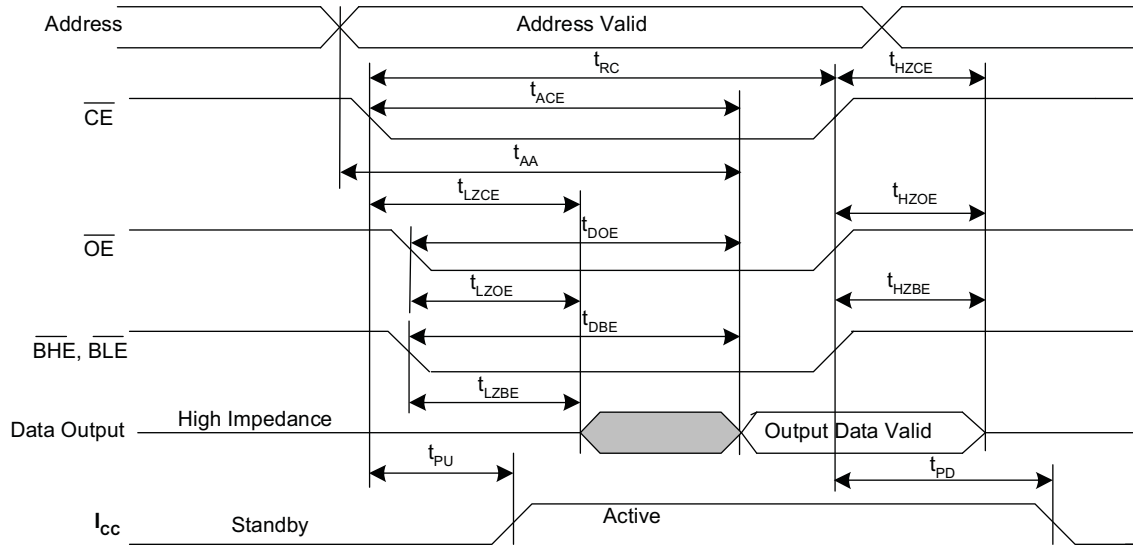 Address
Address Valid
tRC
tHZCE
tACE
CE
tAA
tLZCE
tHZOE
OE
tDOE
tLZOE
tHZBE
tDBE
BHE, BLE
tLZBE
High Impedance
Data Output
Output Data Valid
tPU
tPD
ICC
Standby
Active